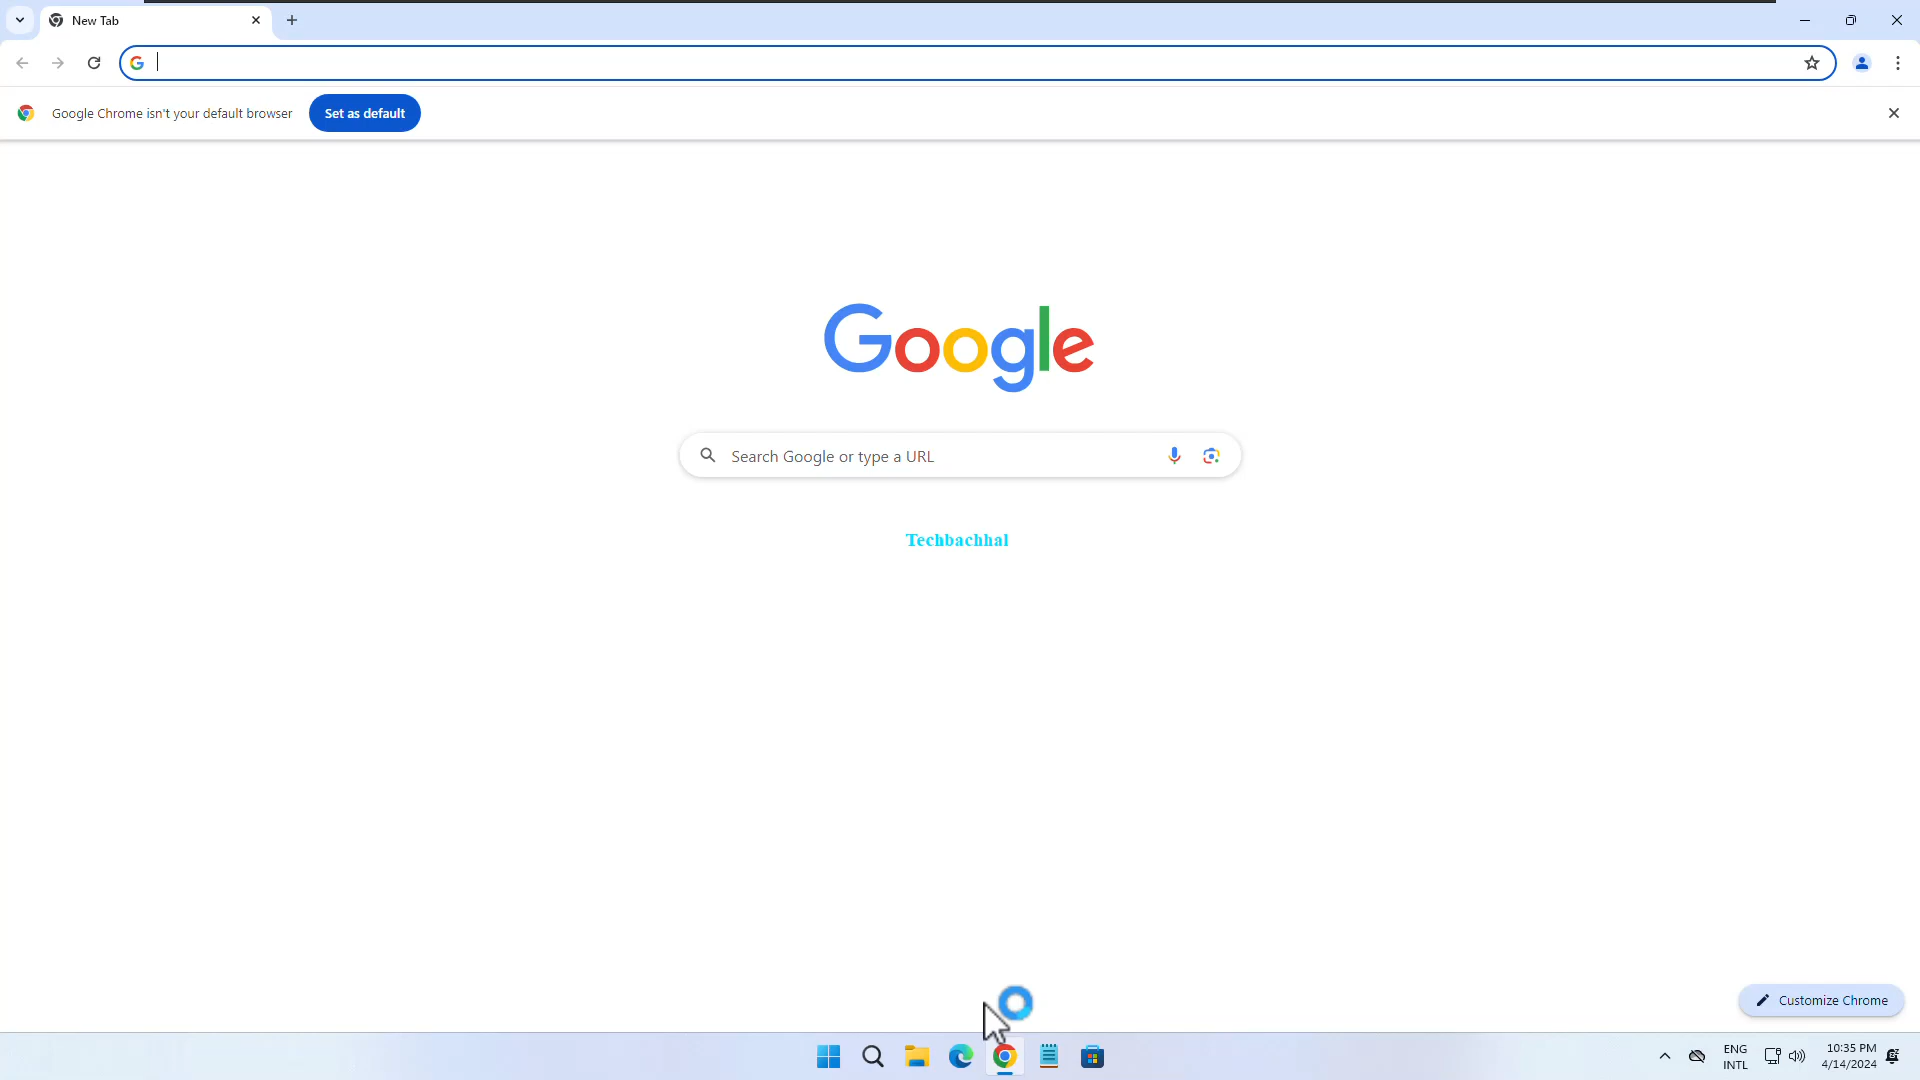 New Tab
Google Chrome isn't your default browser
Set as default
Google
Search Google or type a URL
Techbachhal
Customize Chrome
ENG
INTL
10:35 PM
4/14/2024